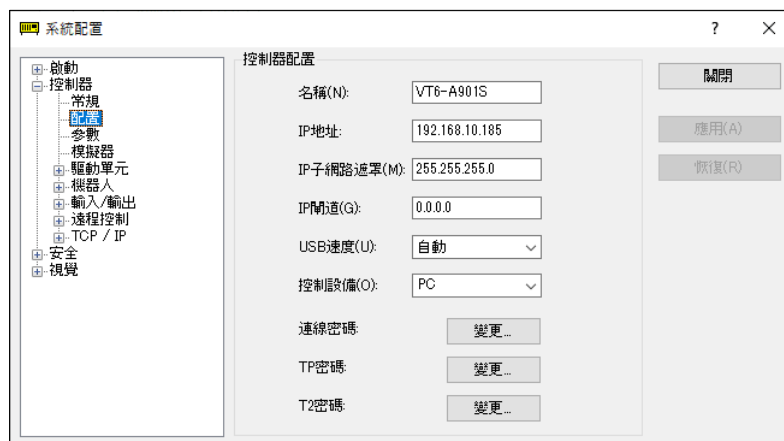 系統配置
啟動
控制器
常規
配置
參數
模擬器
驅動單元
機器人
輸入/輸出
遠程控制
TCP / IP
安全
視覺
控制器配置
名稱(N): VT6-A901S
IP地址: 192.168.10.185
IP子網路遮罩(M): 255.255.255.0
IP閘道(G): 0.0.0.0
USB速度(U): 自動
控制設備(O): PC
連線密碼: 變更...
TP密碼: 變更...
T2密碼: 變更...
關閉
應用(A)
恢復(R)